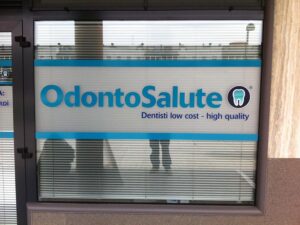 OdontoSalute
Dentisti low cost - high quality